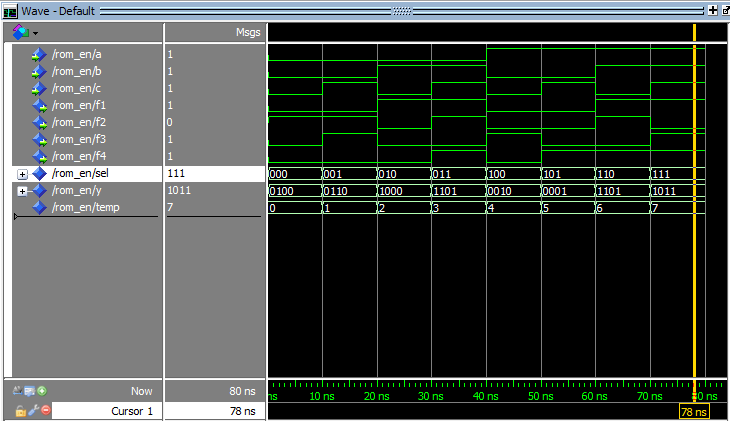 Wave - Default
Msgs
/rom_en/a 1
/rom_en/b 1
/rom_en/c 1
/rom_en/f1 1
/rom_en/f2 0
/rom_en/f3 1
/rom_en/f4 1
/rom_en/sel 111 000 001 010 011 100 101 110 111
/rom_en/y 1011 0100 0110 1000 1101 0010 0001 1101 1011
/rom_en/temp 7 0 1 2 3 4 5 6 7
Now 80 ns 10 ns 20 ns 30 ns 40 ns 50 ns 60 ns 70 ns 80 ns
Cursor 1 78 ns 78 ns